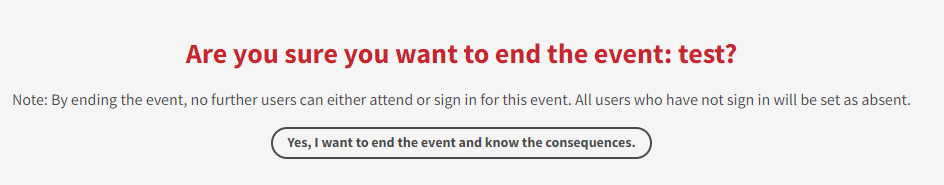 Are you sure you want to end the event: test?
Note: By ending the event, no further users can either attend or sign in for this event. All users who have not sign in will be set as absent.
Yes, I want to end the event and know the consequences.